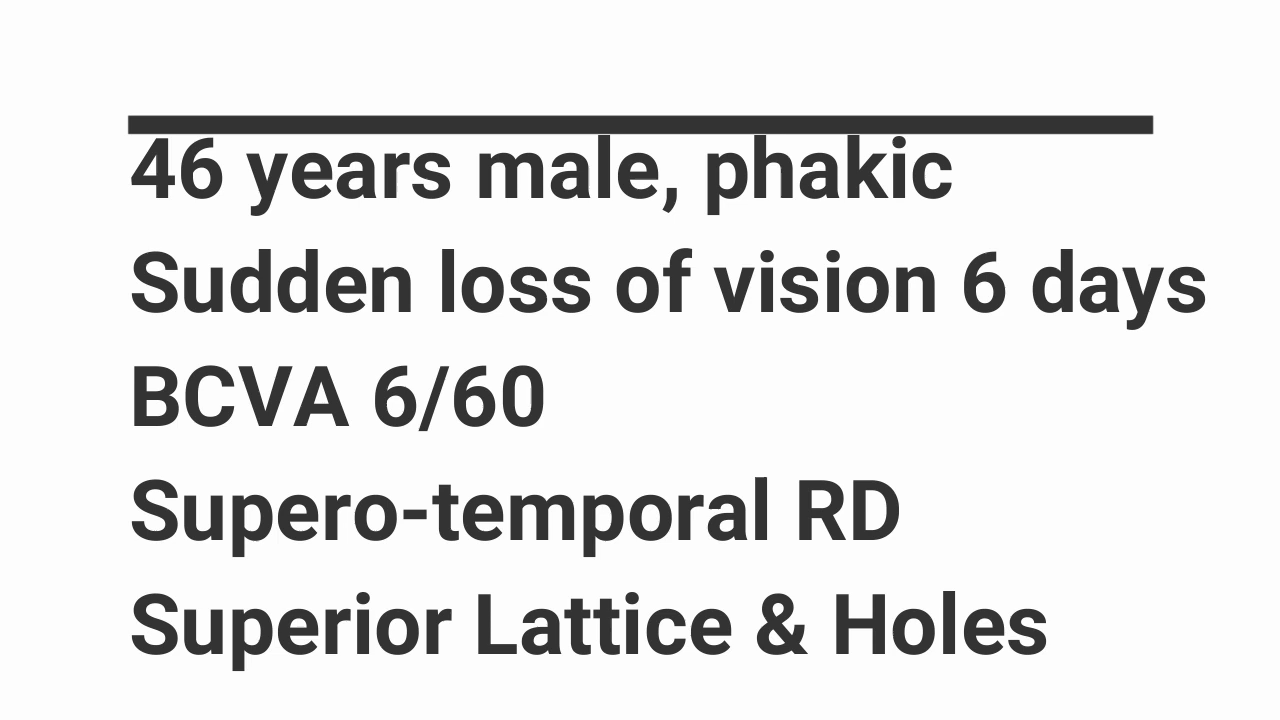 46 years male, phakic
Sudden loss of vision 6 days
BCVA 6/60
Supero-temporal RD
Superior Lattice & Holes